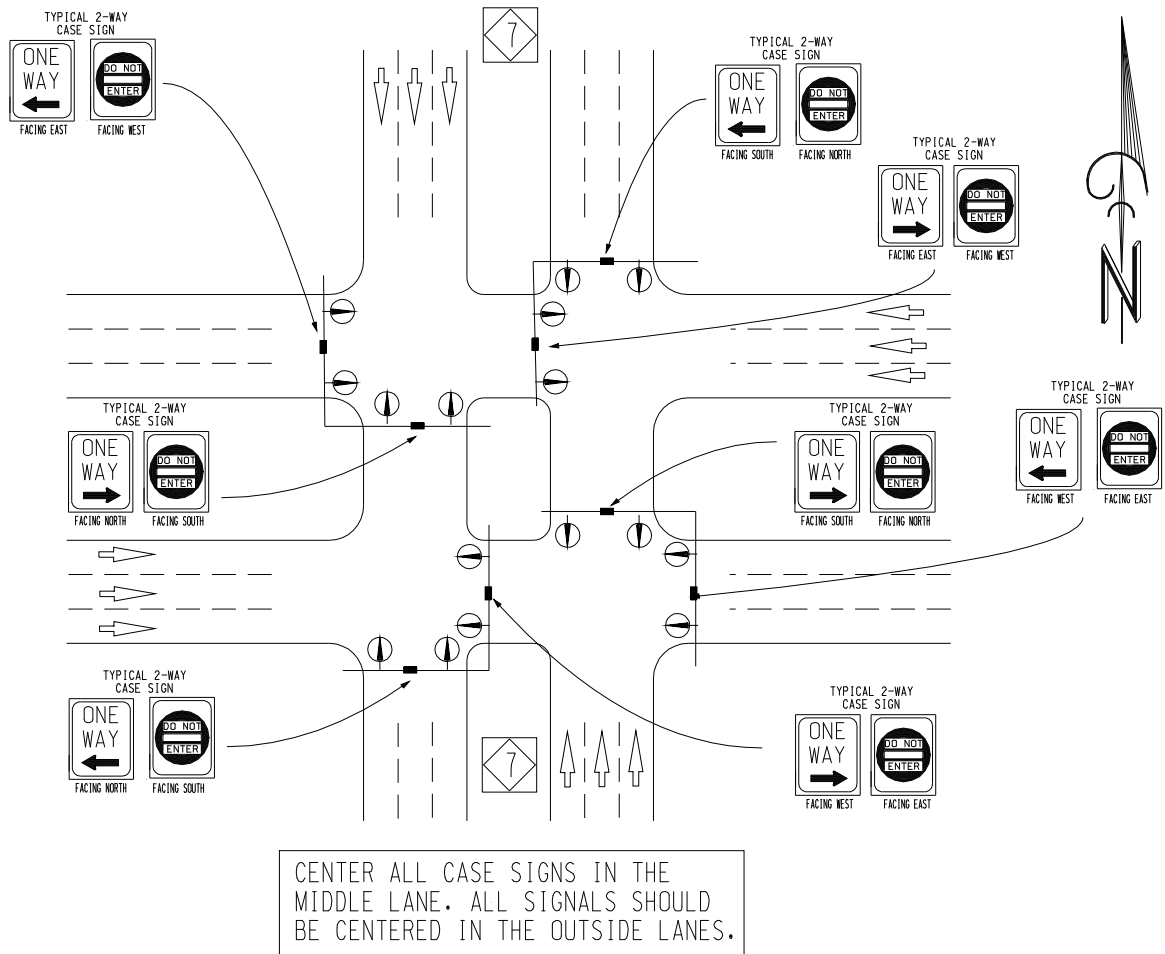 TYPICAL 2-WAY
CASE SIGN
ONE
WAY
DO NOT
ENTER
FACING EAST
FACING WEST
7
TYPICAL 2-WAY
CASE SIGN
ONE
WAY
DO NOT
ENTER
FACING SOUTH
FACING NORTH
TYPICAL 2-WAY
CASE SIGN
ONE
WAY
DO NOT
ENTER
FACING EAST
FACING WEST
N
TYPICAL 2-WAY
CASE SIGN
ONE
WAY
DO NOT
ENTER
FACING WEST
FACING EAST
TYPICAL 2-WAY
CASE SIGN
ONE
WAY
DO NOT
ENTER
FACING NORTH
FACING SOUTH
TYPICAL 2-WAY
CASE SIGN
ONE
WAY
DO NOT
ENTER
FACING SOUTH
FACING NORTH
TYPICAL 2-WAY
CASE SIGN
ONE
WAY
DO NOT
ENTER
FACING NORTH
FACING SOUTH
7
TYPICAL 2-WAY
CASE SIGN
ONE
WAY
DO NOT
ENTER
FACING WEST
FACING EAST
CENTER ALL CASE SIGNS IN THE
MIDDLE LANE. ALL SIGNALS SHOULD
BE CENTERED IN THE OUTSIDE LANES.